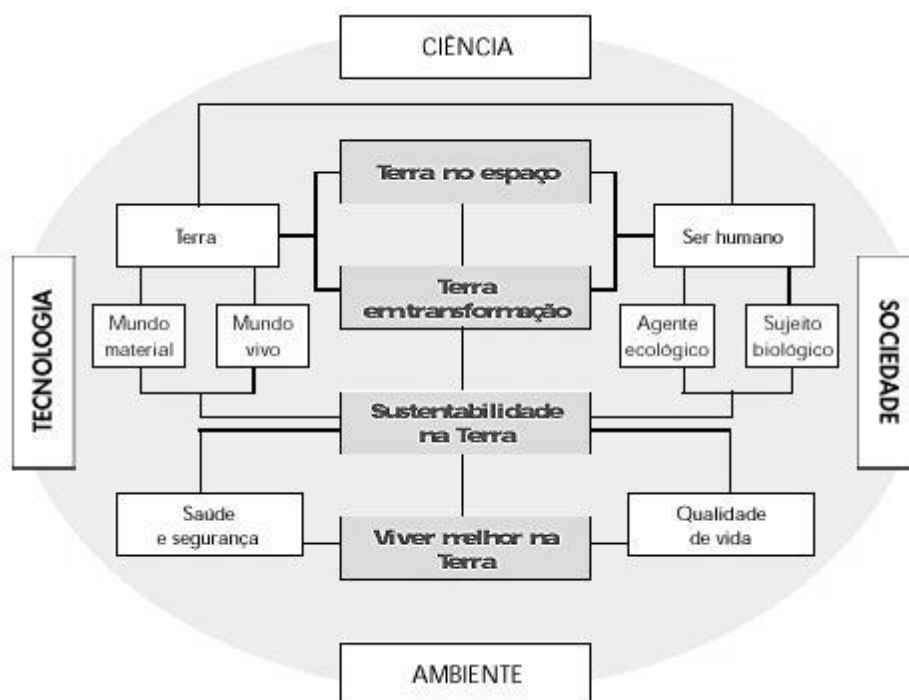 CIÊNCIA
Terra no espaço
Terra
Ser humano
Terra
em transformação
TECNOLOGIA
SOCIEDADE
Mundo
material
Mundo
vivo
Agente
ecológico
Sujeito
biológico
Sustentabilidade
na Terra
Saúde
e segurança
Viver melhor na
Terra
Qualidade
de vida
AMBIENTE